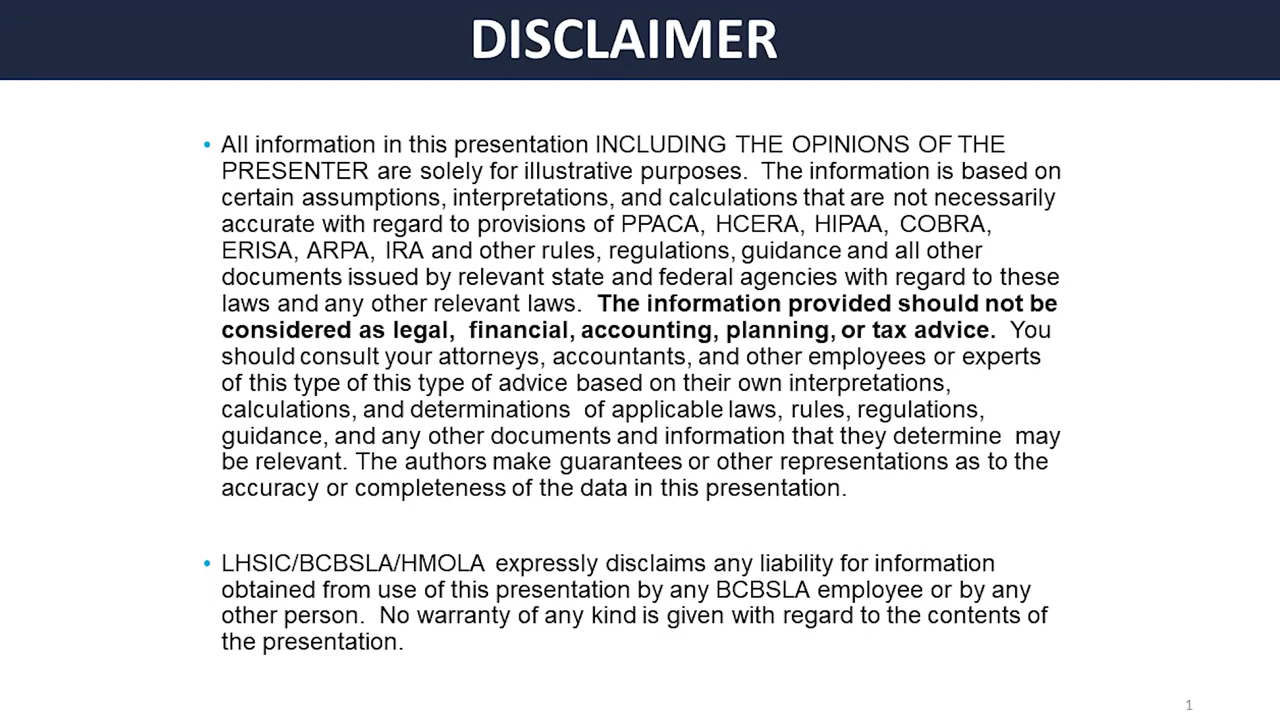 DISCLAIMER
• All information in this presentation INCLUDING THE OPINIONS OF THE
PRESENTER are solely for illustrative purposes.  The information is based on
certain assumptions, interpretations, and calculations that are not necessarily
accurate with regard to provisions of PPACA, HCERA, HIPAA, COBRA,
ERISA, ARPA, IRA and other rules, regulations, guidance and all other
documents issued by relevant state and federal agencies with regard to these
laws and any other relevant laws.  The information provided should not be
considered as legal,  financial, accounting, planning, or tax advice.  You
should consult your attorneys, accountants, and other employees or experts
of this type of this type of advice based on their own interpretations,
calculations, and determinations  of applicable laws, rules, regulations,
guidance, and any other documents and information that they determine  may
be relevant. The authors make guarantees or other representations as to the
accuracy or completeness of the data in this presentation.
• LHSIC/BCBSLA/HMOLA expressly disclaims any liability for information
obtained from use of this presentation by any BCBSLA employee or by any
other person.  No warranty of any kind is given with regard to the contents of
the presentation.
1